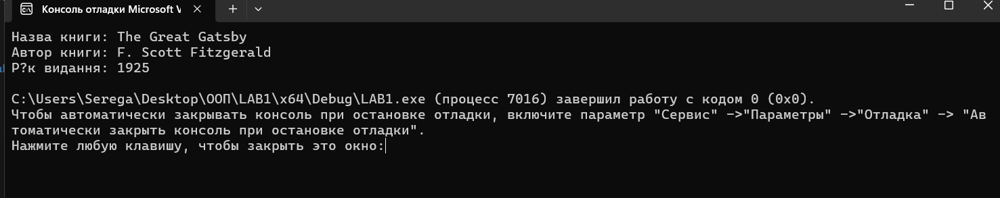 Консоль отладки Microsoft V
Назва книги: The Great Gatsby
Автор книги: F. Scott Fitzgerald
Р?к видання: 1925
C:\Users\Serega\Desktop\ООП\LAB1\x64\Debug\LAB1.exe (процесс 7016) завершил работу с кодом 0 (0x0).
Чтобы автоматически закрывать консоль при остановке отладки, включите параметр "Сервис" ->"Параметры" ->"Отладка" -> "Ав
томатически закрыть консоль при остановке отладки".
Нажмите любую клавишу, чтобы закрыть это окно: